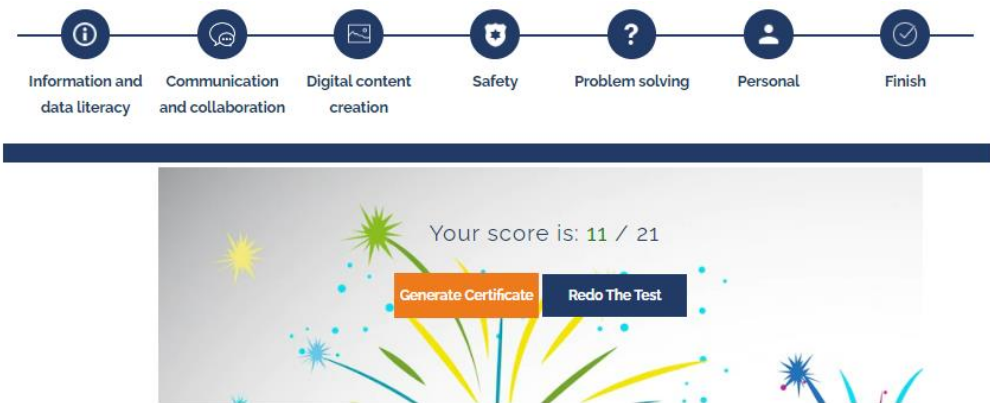 Information and
data literacy
Communication
and collaboration
Digital content
creation
Safety
?
Problem solving
Personal
Finish
Your score is: 11 / 21
Generate Certificate
Redo The Test